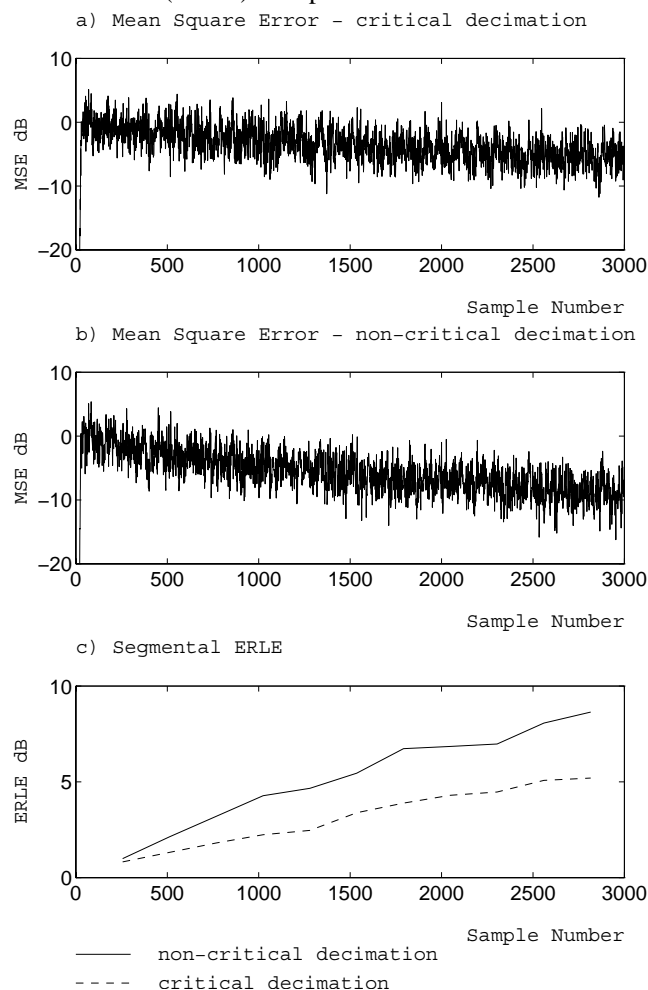 a) Mean Square Error - critical decimation
10
0
−10
−20
MSE dB
0 500 1000 1500 2000 2500 3000
Sample Number
b) Mean Square Error - non-critical decimation
10
0
−10
−20
MSE dB
0 500 1000 1500 2000 2500 3000
Sample Number
c) Segmental ERLE
10
5
0
ERLE dB
0 500 1000 1500 2000 2500 3000
Sample Number
non-critical decimation
critical decimation